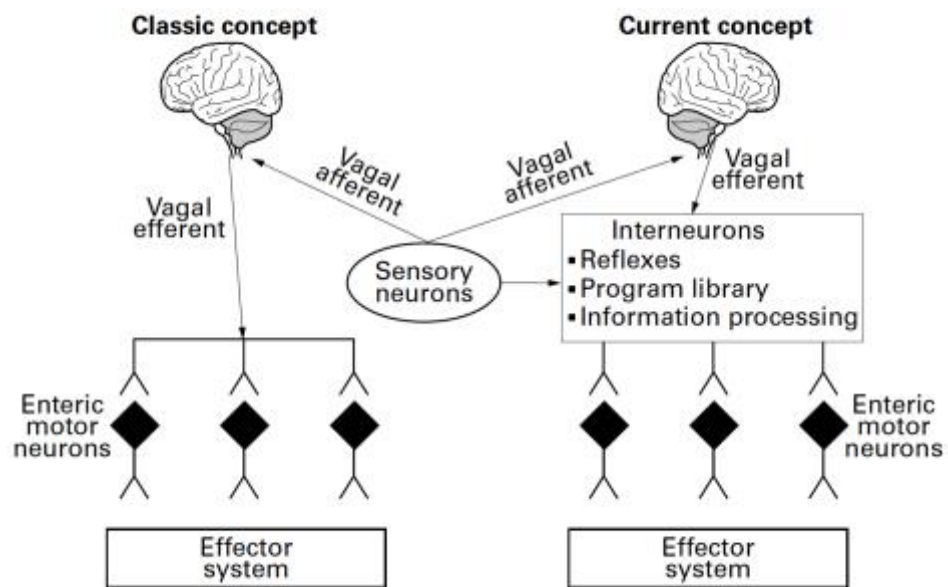 Classic concept
Current concept
Vagal
afferent
Vagal
afferent
Vagal
efferent
Vagal
efferent
Sensory
neurons
Interneurons
▪ Reflexes
▪ Program library
▪ Information processing
Enteric
motor
neurons
Enteric
motor
neurons
Effector
system
Effector
system